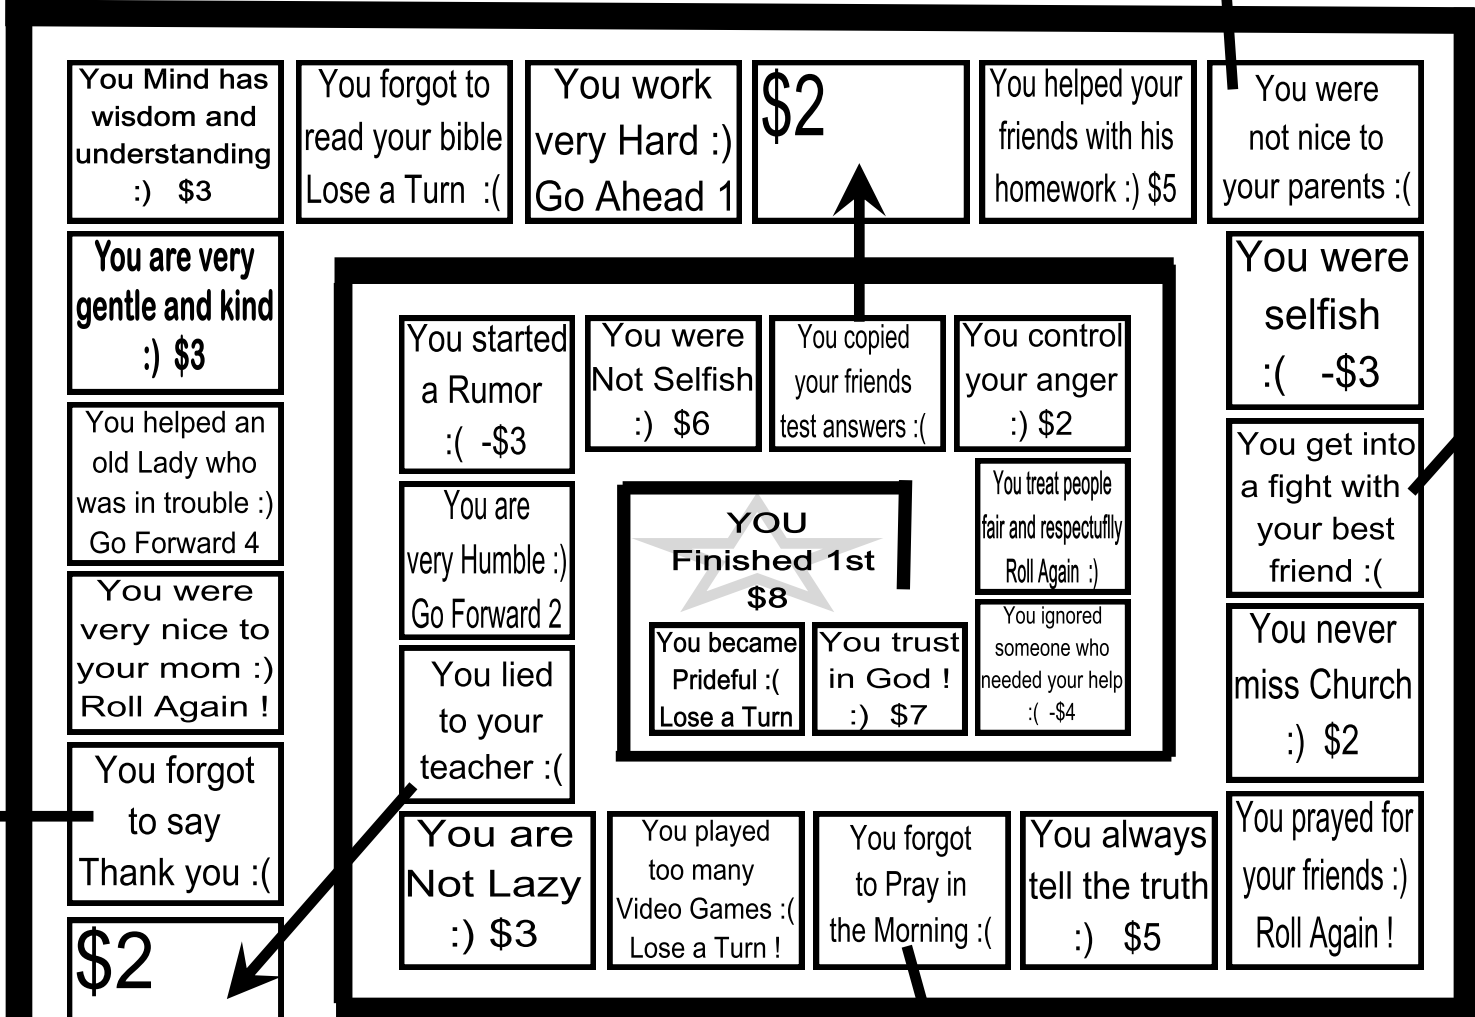 You Mind has
wisdom and
understanding
:) $3
You forgot to
read your bible
Lose a Turn :(
You work
very Hard :)
Go Ahead 1
$2
You helped your
friends with his
homework :) $5
You were
not nice to
your parents :(
You are very
gentle and kind
:) $3
You were
selfish
:( -$3
You started
a Rumor
:( -$3
You were
Not Selfish
:) $6
You copied
your friends
test answers :(
You control
your anger
:) $2
You helped an
old Lady who
was in trouble :)
Go Forward 4
You get into
a fight with
your best
friend :(
You are
very Humble :)
Go Forward 2
YOU
Finished 1st
$8
You treat people
fair and respectuflly
Roll Again :)
You were
very nice to
your mom :)
Roll Again !
You never
miss Church
:) $2
You lied
to your
teacher :(
You became
Prideful :(
Lose a Turn
You trust
in God !
:) $7
You ignored
someone who
needed your help
:( -$4
You forgot
to say
Thank you :(
You are
Not Lazy
:) $3
You played
too many
Video Games :(
Lose a Turn !
You forgot
to Pray in
the Morning :(
You always
tell the truth
:) $5
You prayed for
your friends :)
Roll Again !
$2